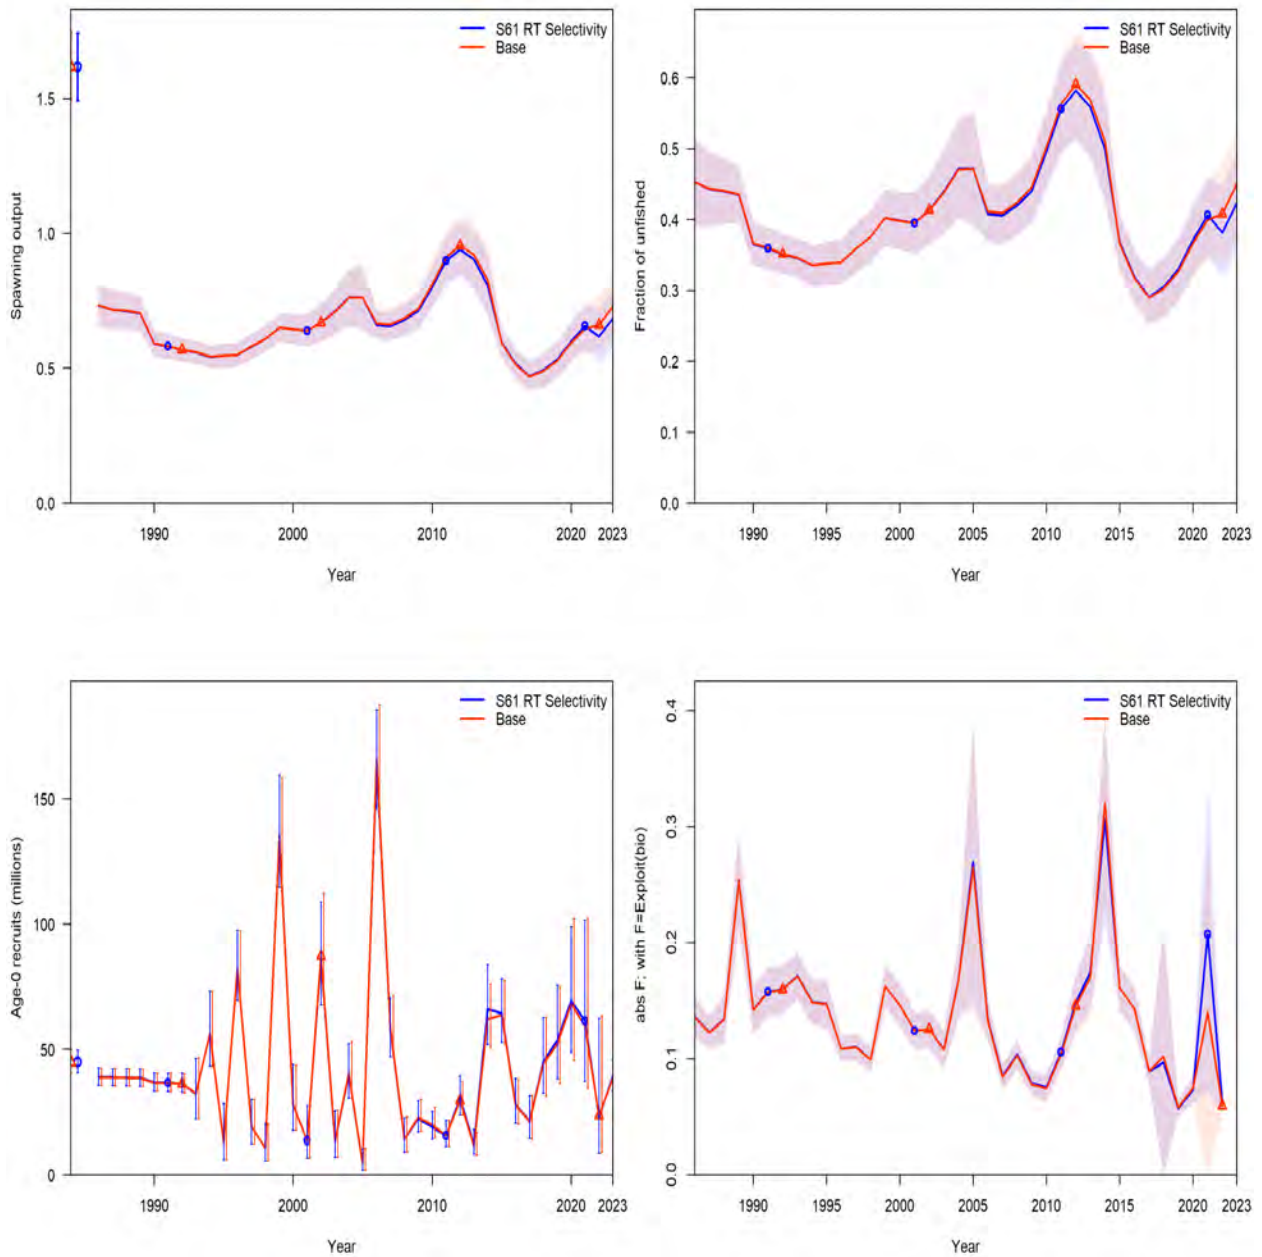 S61 RT Selectivity
Base
Spawning output
0.0
0.5
1.0
1.5
1990
2000
2010
2020
2023
Year
S61 RT Selectivity
Base
Fraction of unfished
0.0
0.1
0.2
0.3
0.4
0.5
0.6
1990
1995
2000
2005
2010
2015
2020
2023
Year
S61 RT Selectivity
Base
Age-0 recruits (millions)
0
50
100
150
1990
2000
2010
2020
2023
Year
S61 RT Selectivity
Base
abs F; with F=Exploit(bio)
0.0
0.1
0.2
0.3
0.4
1990
1995
2000
2005
2010
2015
2020
2023
Year